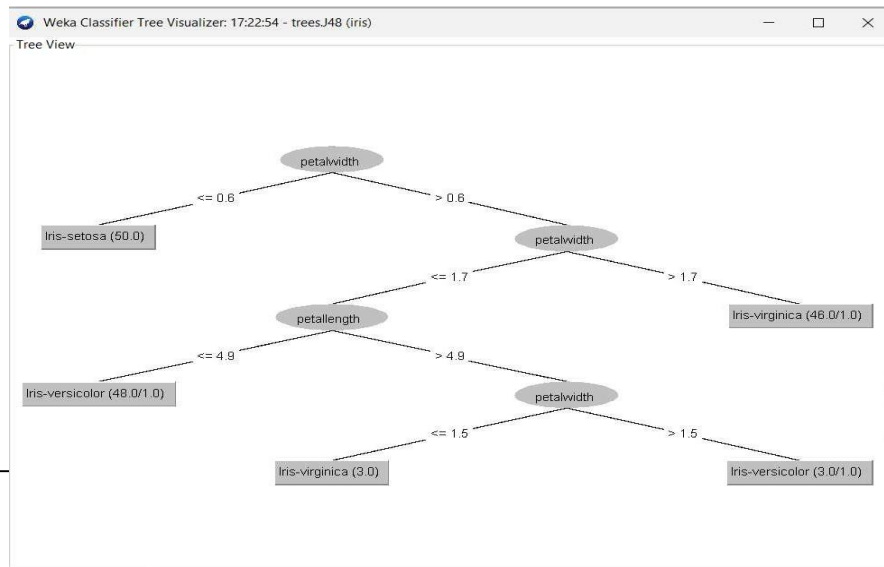 Weka Classifier Tree Visualizer: 17:22:54 - trees.J48 (iris)
Tree View
petalwidth
<= 0.6
> 0.6
Iris-setosa (50.0)
petalwidth
<= 1.7
> 1.7
petallength
Iris-virginica (46.0/1.0)
<= 4.9
> 4.9
Iris-versicolor (48.0/1.0)
petalwidth
<= 1.5
> 1.5
Iris-virginica (3.0)
Iris-versicolor (3.0/1.0)